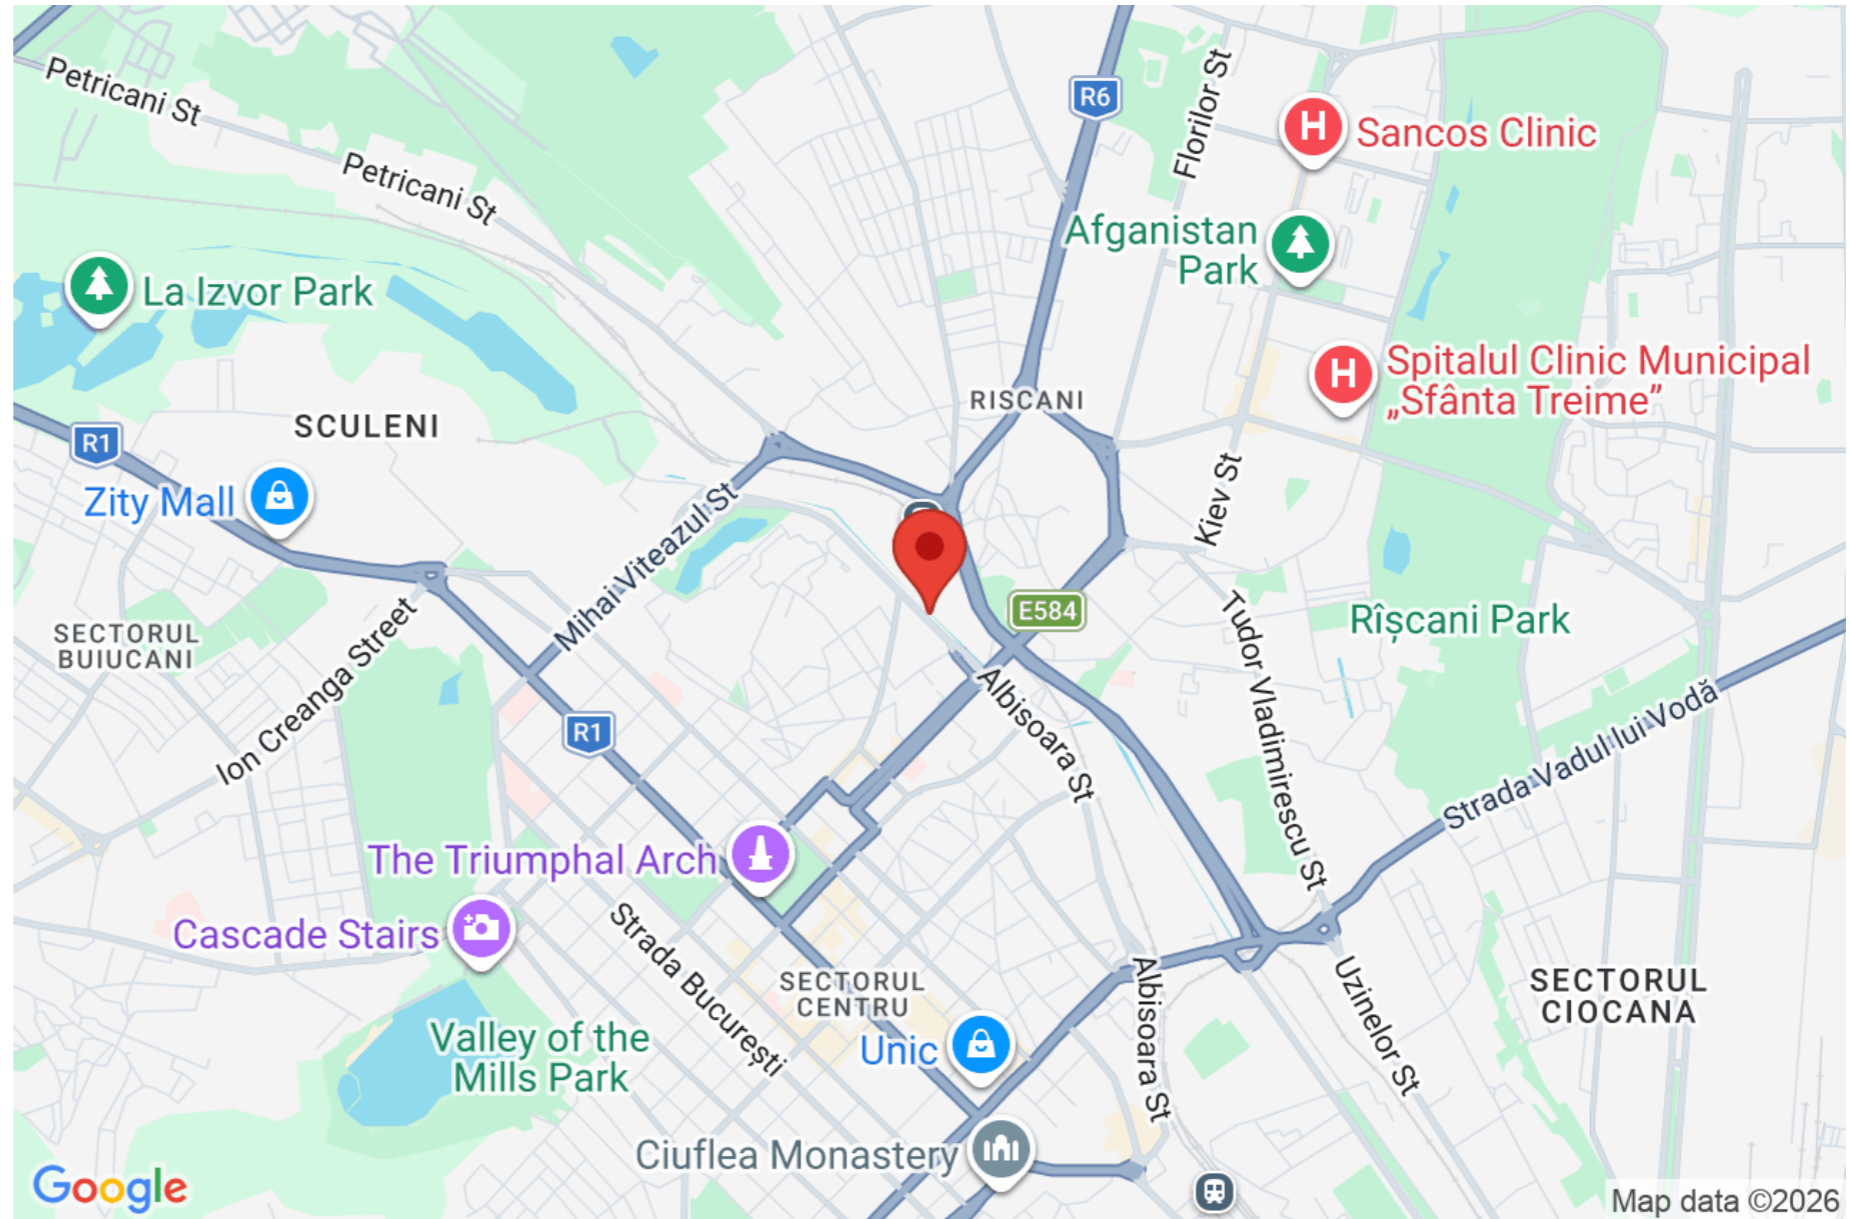 Petricani St
Petricani St
R6
Florilor St
H
Sancos Clinic
Afganistan
Park
La Izvor Park
H
Spitalul Clinic Municipal
„Sfânta Treime”
RISCANI
SCULENI
R1
Zity Mall
Mihai Viteazul St
Kiev St
E584
Rîșcani Park
SECTORUL
BUIUCANI
Ion Creanga Street
Tudor Vladimirescu St
R1
Albisoara St
Strada Vadul lui Vodă
The Triumphal Arch
Cascade Stairs
Strada București
SECTORUL
CENTRU
Albisoara St
Uzinelor St
SECTORUL
CIOCANA
Valley of the
Mills Park
Unic
Ciuflea Monastery
Google
Map data ©2026